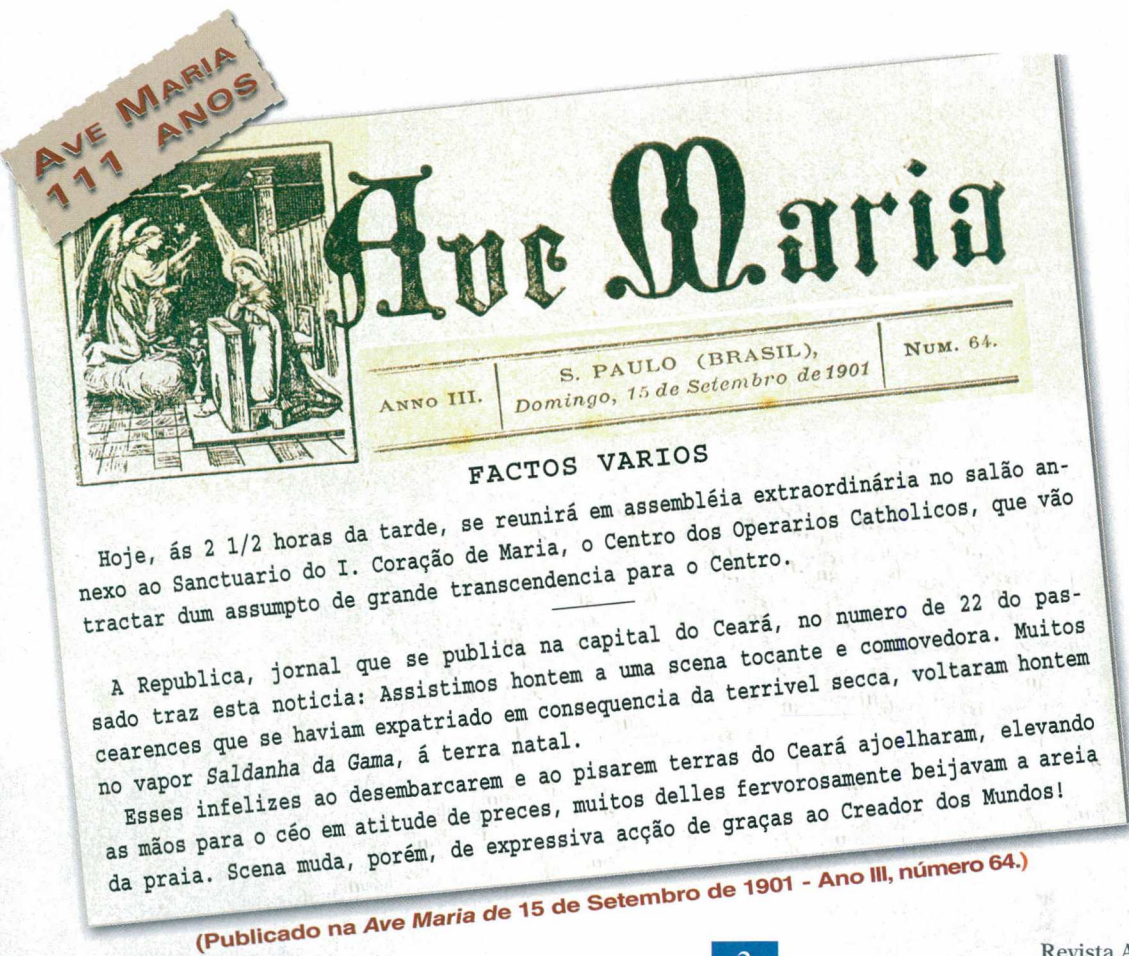 AVE MARIA
111 ANOS
Ave Maria
ANNO III.
S. PAULO (BRASIL),
Domingo, 15 de Setembro de 1901
NUM. 64.
FACTOS VARIOS
Hoje, ás 2 1/2 horas da tarde, se reunirá em assembléia extraordinária no salão an-
nexo ao Sanctuario do I. Coração de Maria, o Centro dos Operarios Catholicos, que vão
tractar dum assumpto de grande transcendencia para o Centro.
A Republica, jornal que se publica na capital do Ceará, no numero de 22 do pas-
sado traz esta noticia: Assistimos hontem a uma scena tocante e commovedora. Muitos
cearences que se haviam expatriado em consequencia da terrivel secca, voltaram hontem
no vapor Saldanha da Gama, á terra natal.
Esses infelizes ao desembarcarem e ao pisarem terras do Ceará ajoelharam, elevando
as mãos para o céo em atitude de preces, muitos delles fervorosamente beijavam a areia
da praia. Scena muda, porém, de expressiva acção de graças ao Creador dos Mundos!
(Publicado na Ave Maria de 15 de Setembro de 1901 - Ano III, número 64.)
Revista A